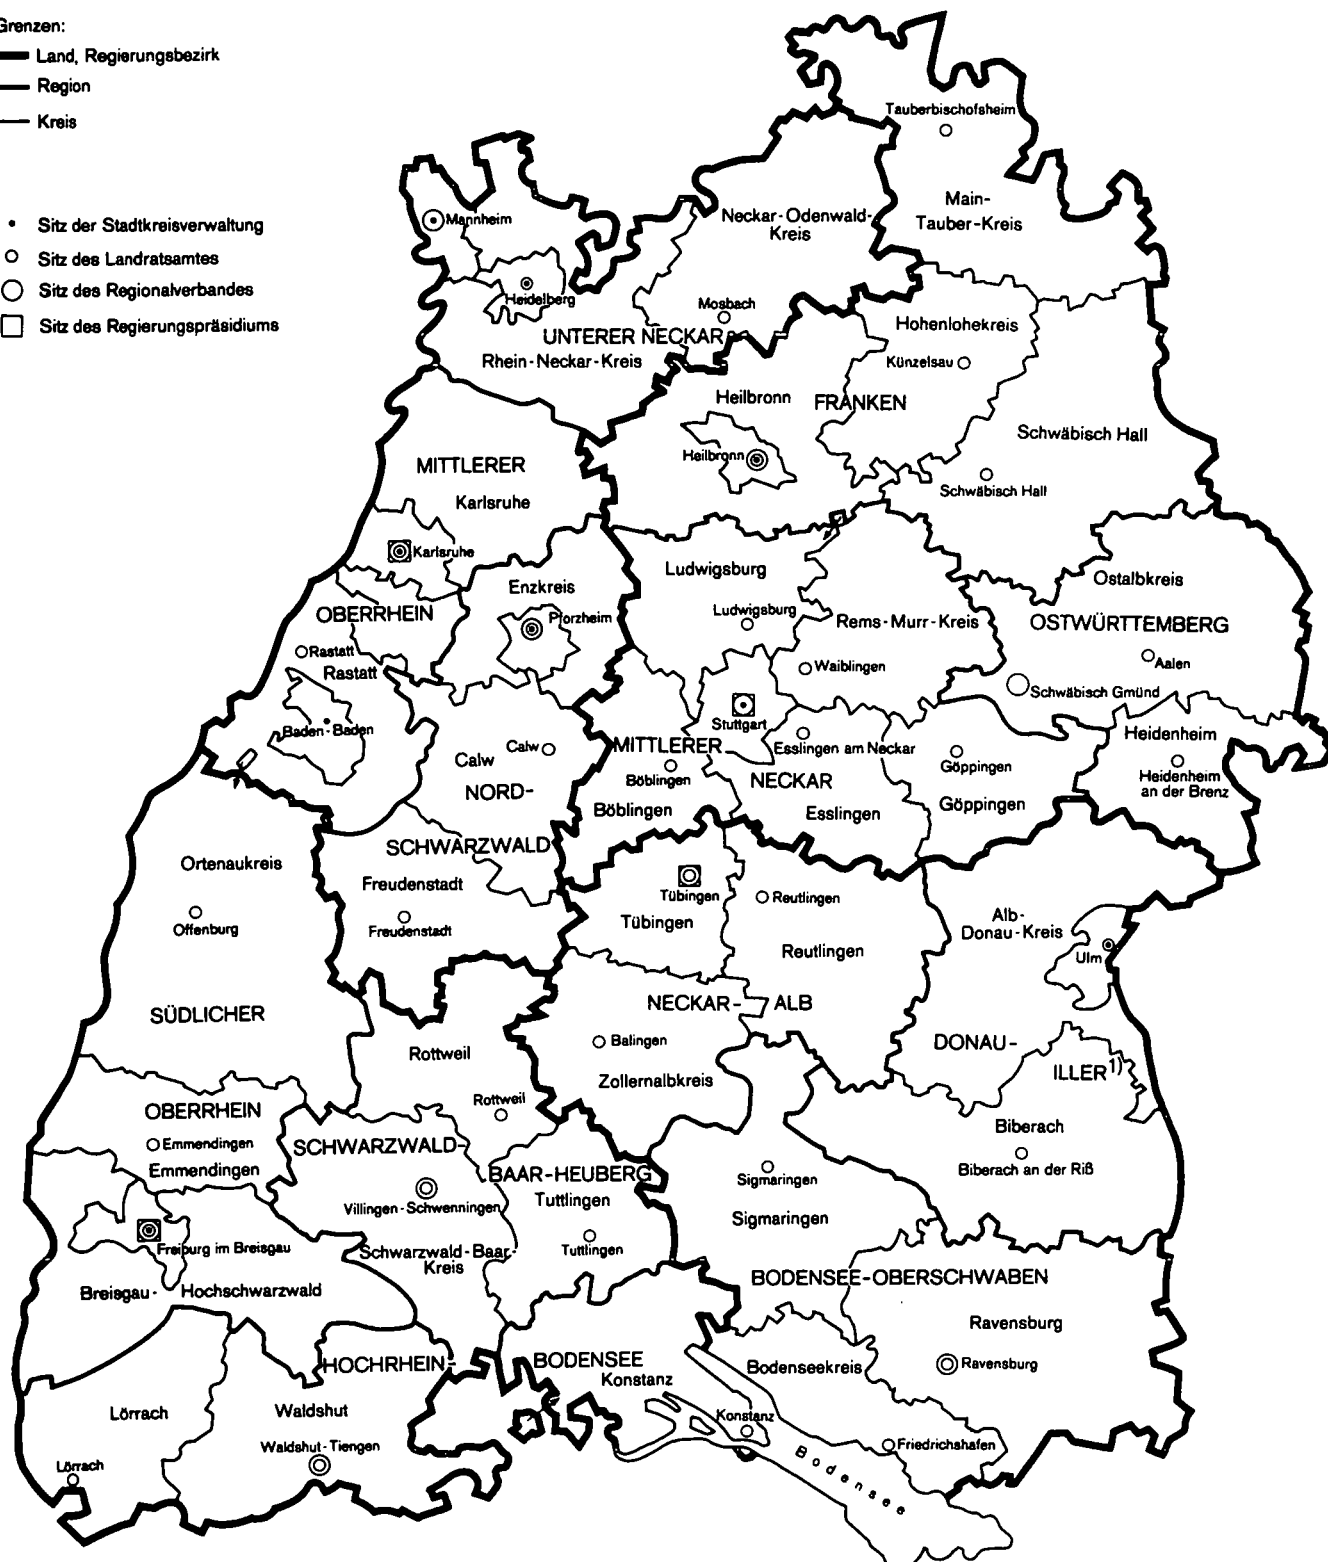 Grenzen:
Land, Regierungsbezirk
Region
Kreis
Sitz der Stadtkreisverwaltung
Sitz des Landratsamtes
Sitz des Regionalverbandes
Sitz des Regierungspräsidiums
Tauberbischofsheim
Main-
Tauber-Kreis
Mannheim
Neckar-Odenwald-
Kreis
Heidelberg
Mosbach
UNTERER NECKAR
Rhein-Neckar-Kreis
Hohenlohekreis
Künzelsau
Heilbronn
FRANKEN
Heilbronn
Schwäbisch Hall
Schwäbisch Hall
MITTLERER
Karlsruhe
Karlsruhe
Enzkreis
Pforzheim
OBERRHEIN
Rastatt
Rastatt
Baden-Baden
Ludwigsburg
Ludwigsburg
Rems-Murr-Kreis
Waiblingen
Ostalbkreis
OSTWÜRTTEMBERG
Aalen
Schwäbisch Gmünd
Stuttgart
MITTLERER
Böblingen
Böblingen
Esslingen am Neckar
NECKAR
Esslingen
Göppingen
Göppingen
Heidenheim
Heidenheim
an der Brenz
Calw
Calw
NORD-
SCHWARZWALD
Freudenstadt
Freudenstadt
Ortenaukreis
Offenburg
SÜDLICHER
Tübingen
Tübingen
Reutlingen
Reutlingen
Alb-
Donau-Kreis
Ulm
NECKAR-ALB
Balingen
Zollernalbkreis
DONAU-
ILLER¹⁾
Rottweil
Rottweil
OBERRHEIN
Emmendingen
Emmendingen
SCHWARZWALD-
BAAR-HEUBERG
Villingen-Schwenningen
Tuttlingen
Tuttlingen
Schwarzwald-Baar-
Kreis
Biberach
Biberach an der Riß
Sigmaringen
Sigmaringen
Freiburg im Breisgau
Breisgau-Hochschwarzwald
BODENSEE-OBERSCHWABEN
Ravensburg
Ravensburg
HOCHRHEIN-
BODENSEE
Konstanz
Bodenseekreis
Lörrach
Lörrach
Waldshut
Waldshut-Tiengen
Konstanz
Friedrichshafen
Bodensee